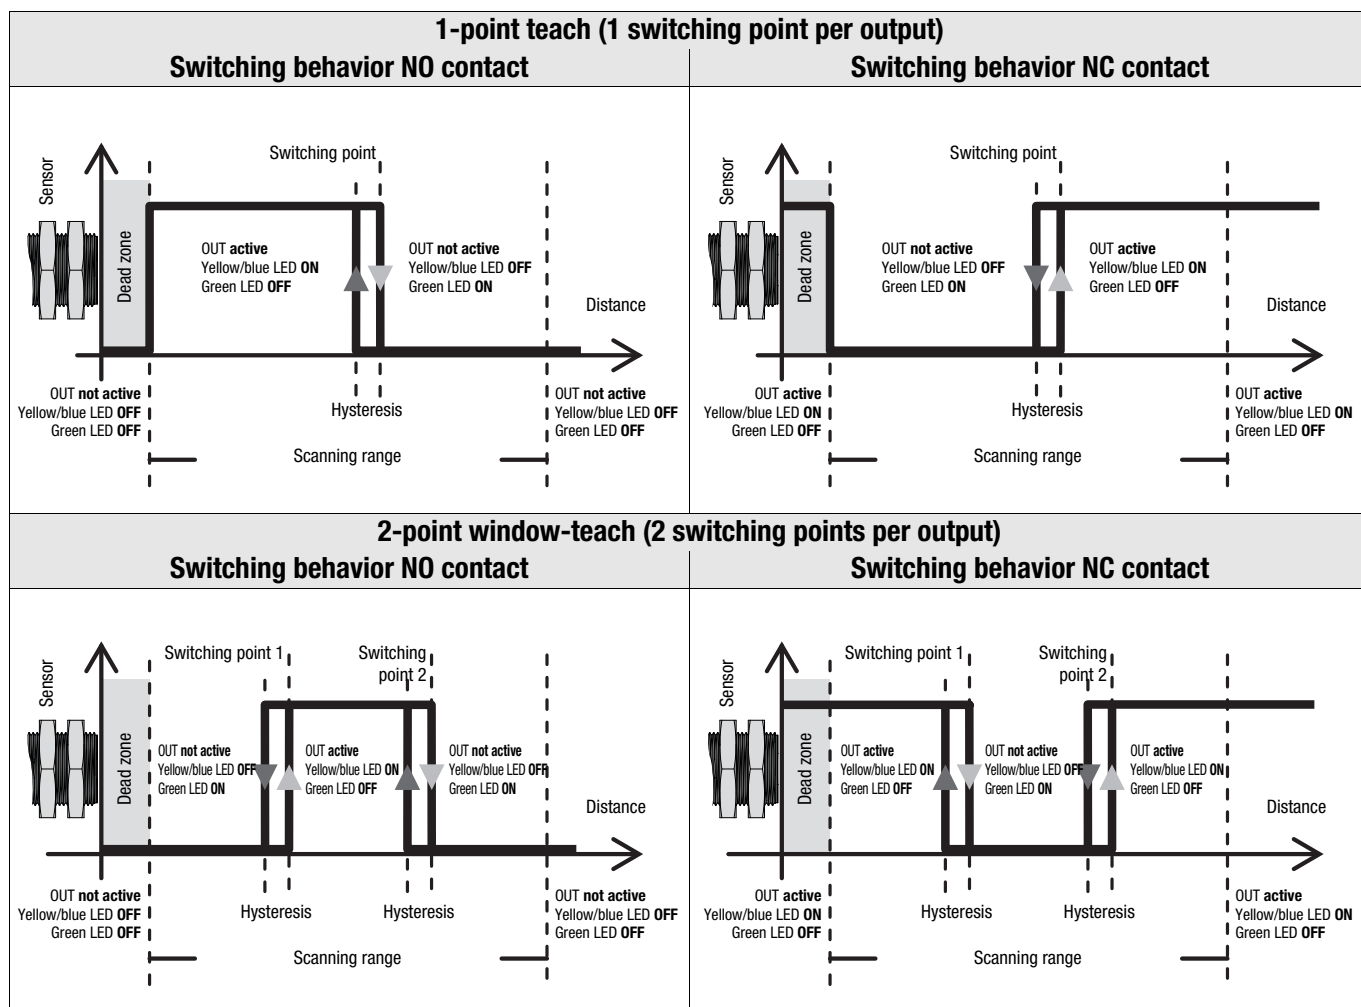 1-point teach (1 switching point per output)
Switching behavior NO contact
Switching behavior NC contact
Sensor
Switching point
Dead zone
OUT active
Yellow/blue LED ON
Green LED OFF
OUT not active
Yellow/blue LED OFF
Green LED ON
Distance
OUT not active
Yellow/blue LED OFF
Green LED OFF
Hysteresis
OUT not active
Yellow/blue LED OFF
Green LED OFF
Scanning range
Sensor
Switching point
Dead zone
OUT not active
Yellow/blue LED OFF
Green LED ON
OUT active
Yellow/blue LED ON
Green LED OFF
Distance
OUT active
Yellow/blue LED ON
Green LED OFF
Hysteresis
OUT active
Yellow/blue LED ON
Green LED OFF
Scanning range
2-point window-teach (2 switching points per output)
Switching behavior NO contact
Switching behavior NC contact
Sensor
Switching point 1
Switching
point 2
Dead zone
OUT not active
Yellow/blue LED OFF
Green LED ON
OUT active
Yellow/blue LED ON
Green LED OFF
OUT not active
Yellow/blue LED OFF
Green LED ON
Distance
OUT not active
Yellow/blue LED OFF
Green LED OFF
Hysteresis
Hysteresis
OUT not active
Yellow/blue LED OFF
Green LED OFF
Scanning range
Sensor
Switching point 1
Switching
point 2
Dead zone
OUT active
Yellow/blue LED ON
Green LED OFF
OUT not active
Yellow/blue LED OFF
Green LED ON
OUT active
Yellow/blue LED ON
Green LED OFF
Distance
OUT active
Yellow/blue LED ON
Green LED OFF
Hysteresis
Hysteresis
OUT active
Yellow/blue LED ON
Green LED OFF
Scanning range